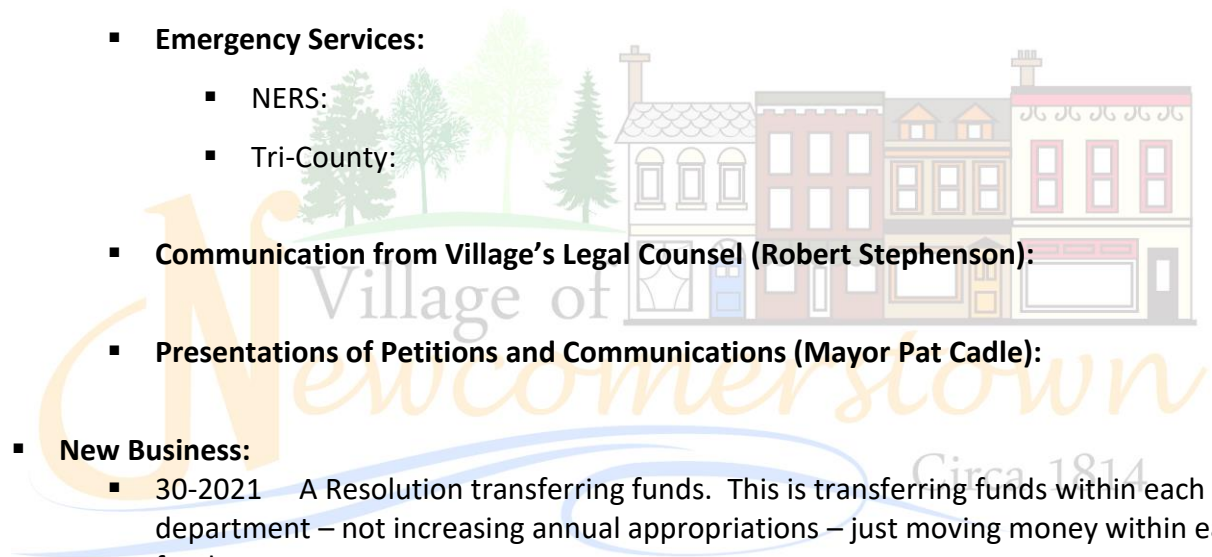 ▪ Emergency Services:
▪ NERS:
▪ Tri-County:
▪ Communication from Village’s Legal Counsel (Robert Stephenson):
Village of
▪ Presentations of Petitions and Communications (Mayor Pat Cadle):
Newcomerstown
▪ New Business:
Circa 1814
▪ 30-2021 A Resolution transferring funds. This is transferring funds within each
department – not increasing annual appropriations – just moving money within